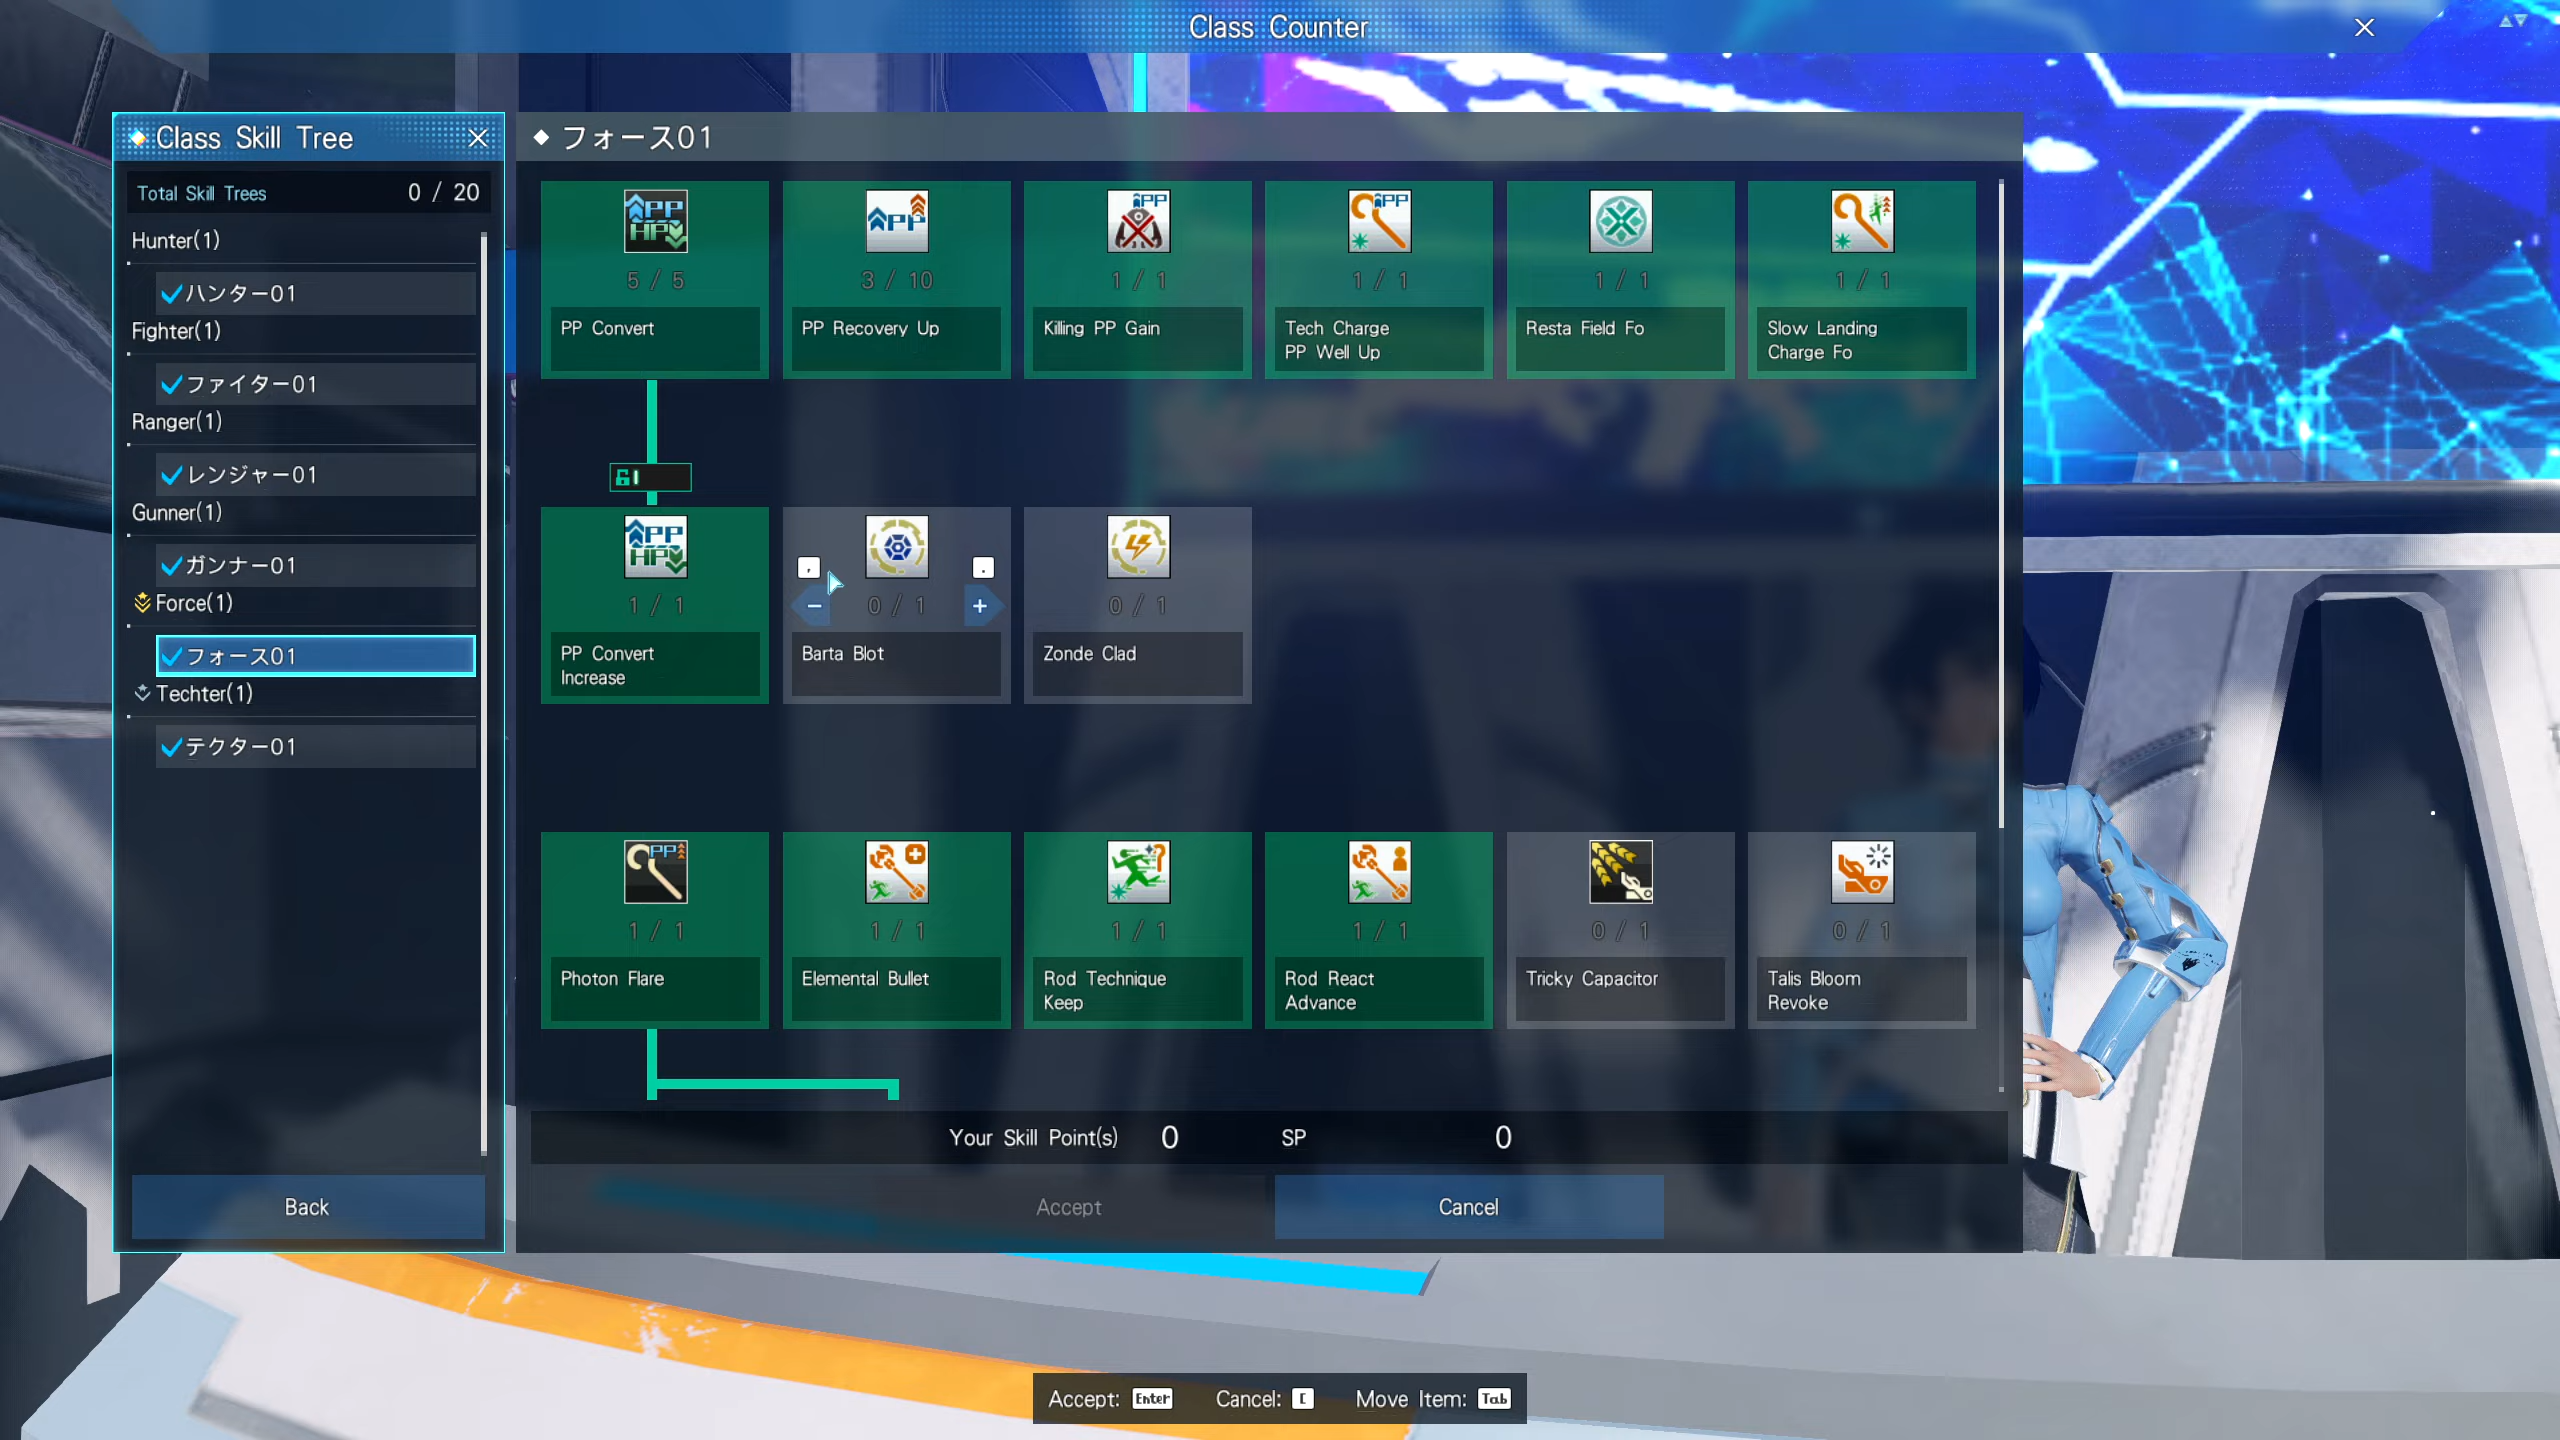 Class Counter
Class Skill Tree
Total Skill Trees 0 / 20
Hunter(1)
ハンター01
Fighter(1)
ファイター01
Ranger(1)
レンジャー01
Gunner(1)
ガンナー01
Force(1)
フォース01
Techter(1)
テクター01
Back
フォース01
PP HP
PP
PP
PP
5 / 5
3 / 10
1 / 1
1 / 1
1 / 1
1 / 1
PP Convert
PP Recovery Up
Killing PP Gain
Tech Charge
PP Well Up
Resta Field Fo
Slow Landing
Charge Fo
PP HP
,
.
1 / 1
− 0 / 1 +
0 / 1
PP Convert
Increase
Barta Blot
Zonde Clad
PP
1 / 1
1 / 1
1 / 1
1 / 1
0 / 1
0 / 1
Photon Flare
Elemental Bullet
Rod Technique
Keep
Rod React
Advance
Tricky Capacitor
Talis Bloom
Revoke
Your Skill Point(s) 0 SP 0
Accept
Cancel
Accept: Enter Cancel: [ Move Item: Tab